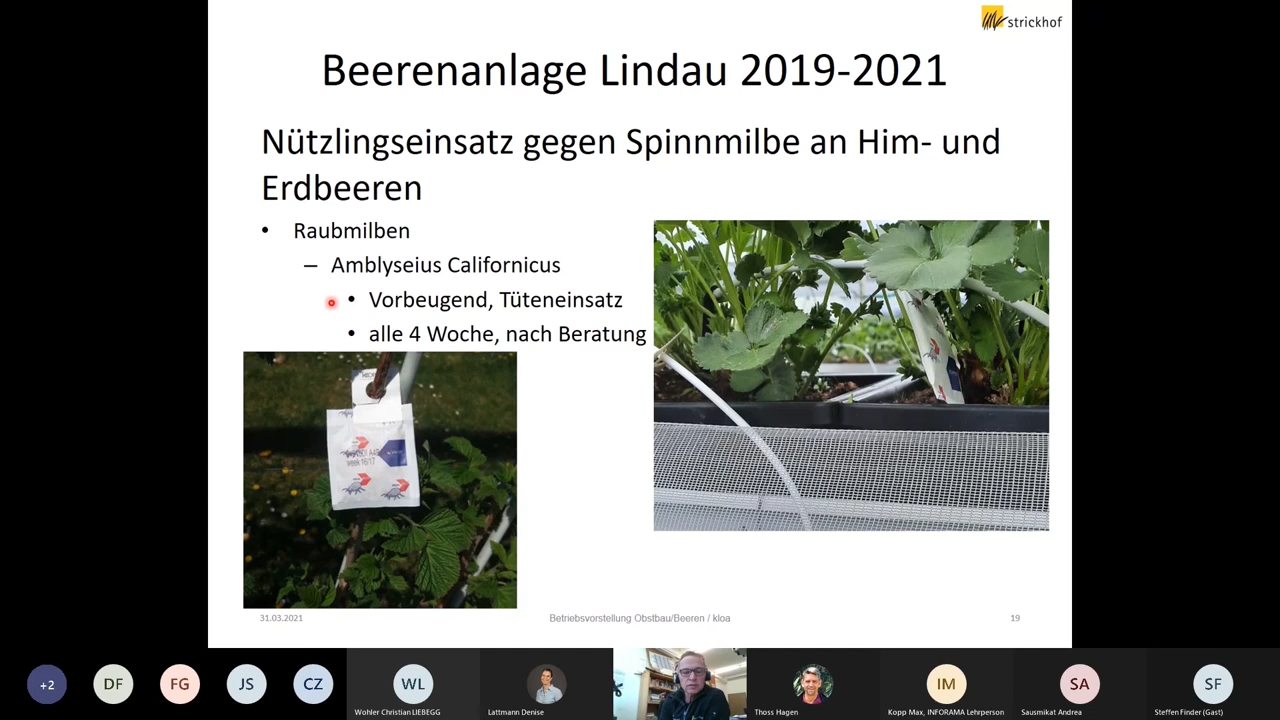 strickhof
Beerenanlage Lindau 2019-2021
Nützlingseinsatz gegen Spinnmilbe an Him- und
Erdbeeren
• Raubmilben
– Amblyseius Californicus
• Vorbeugend, Tüteneinsatz
• alle 4 Woche, nach Beratung
31.03.2021
Betriebsvorstellung Obstbau/Beeren / kloa
19
+2
DF
FG
JS
CZ
WL
IM
SA
SF
Wohler Christian LIEBEGG
Lattmann Denise
Thoss Hagen
Kopp Max, INFORAMA Lehrperson
Sausmikat Andrea
Steffen Finder (Gast)